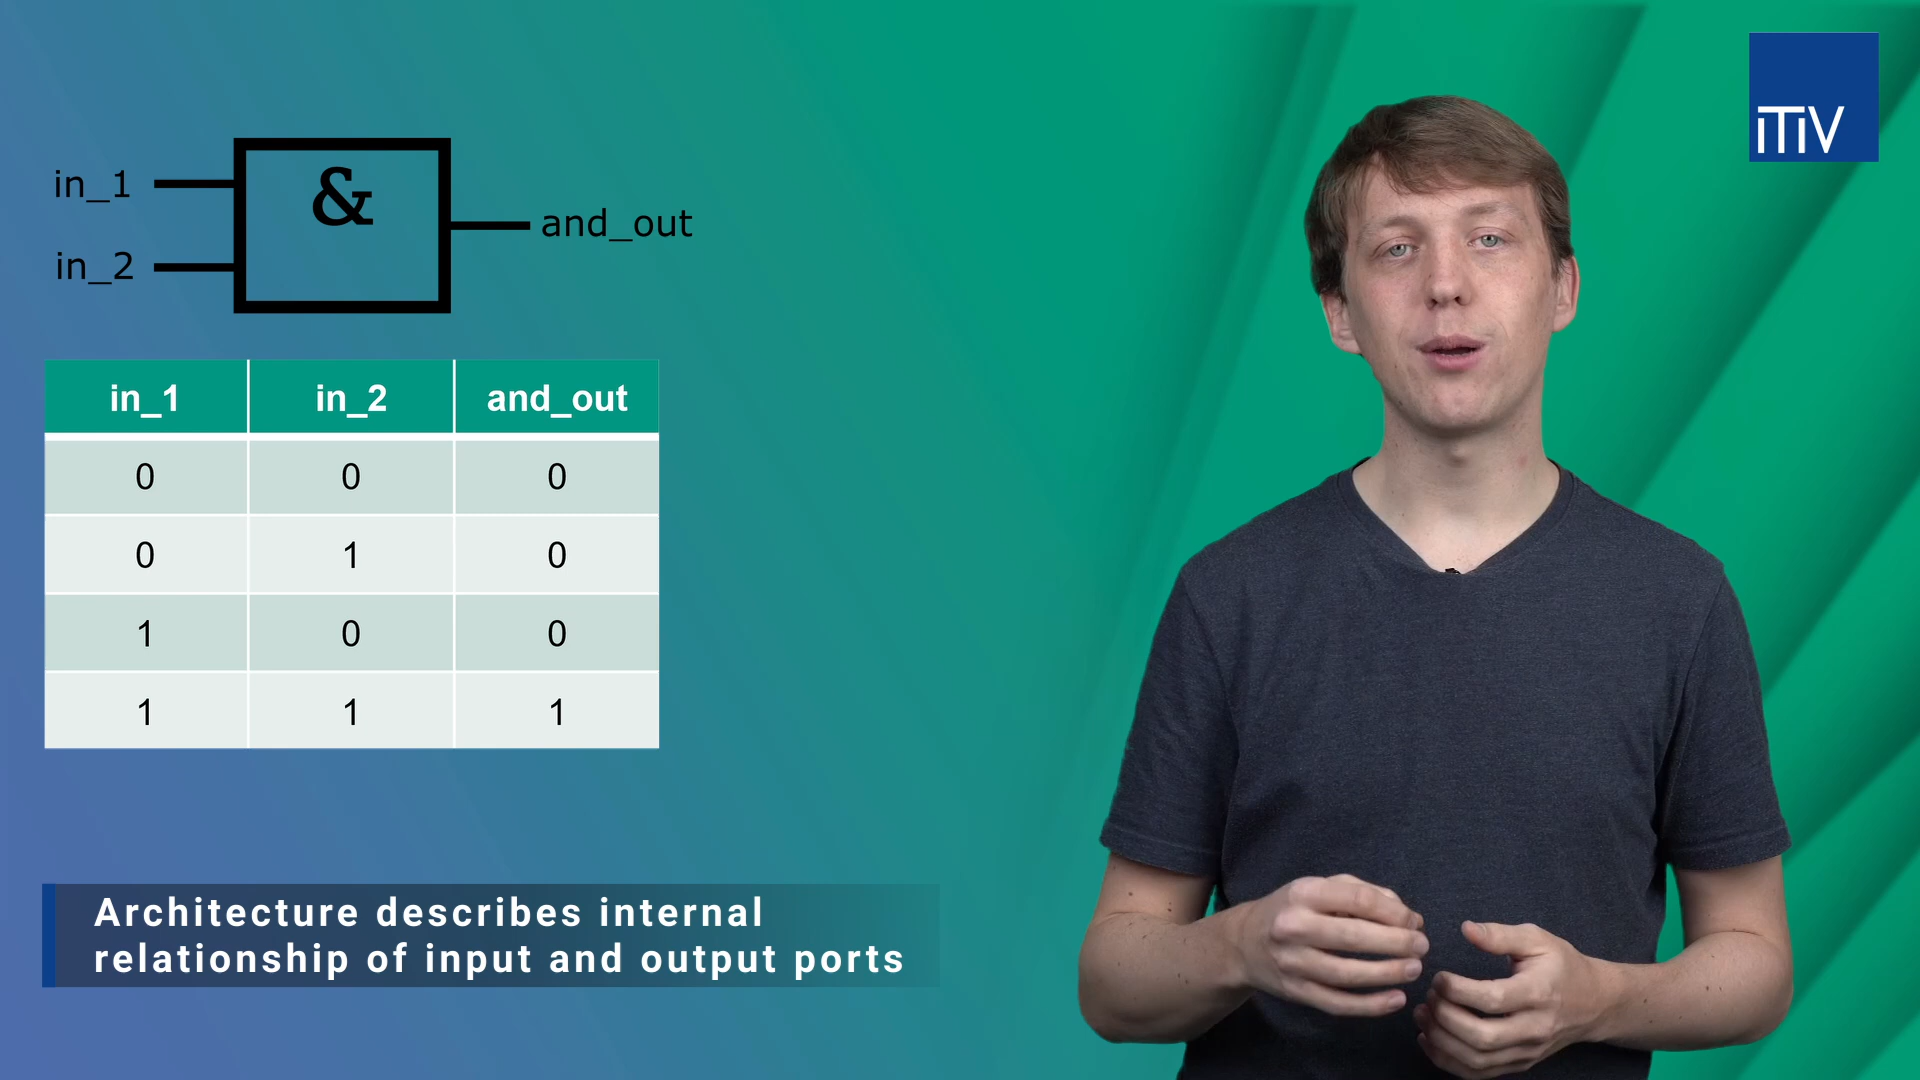 iTiV
in_1
&
and_out
in_2
in_1 in_2 and_out
0 0 0
0 1 0
1 0 0
1 1 1
Architecture describes internal
relationship of input and output ports